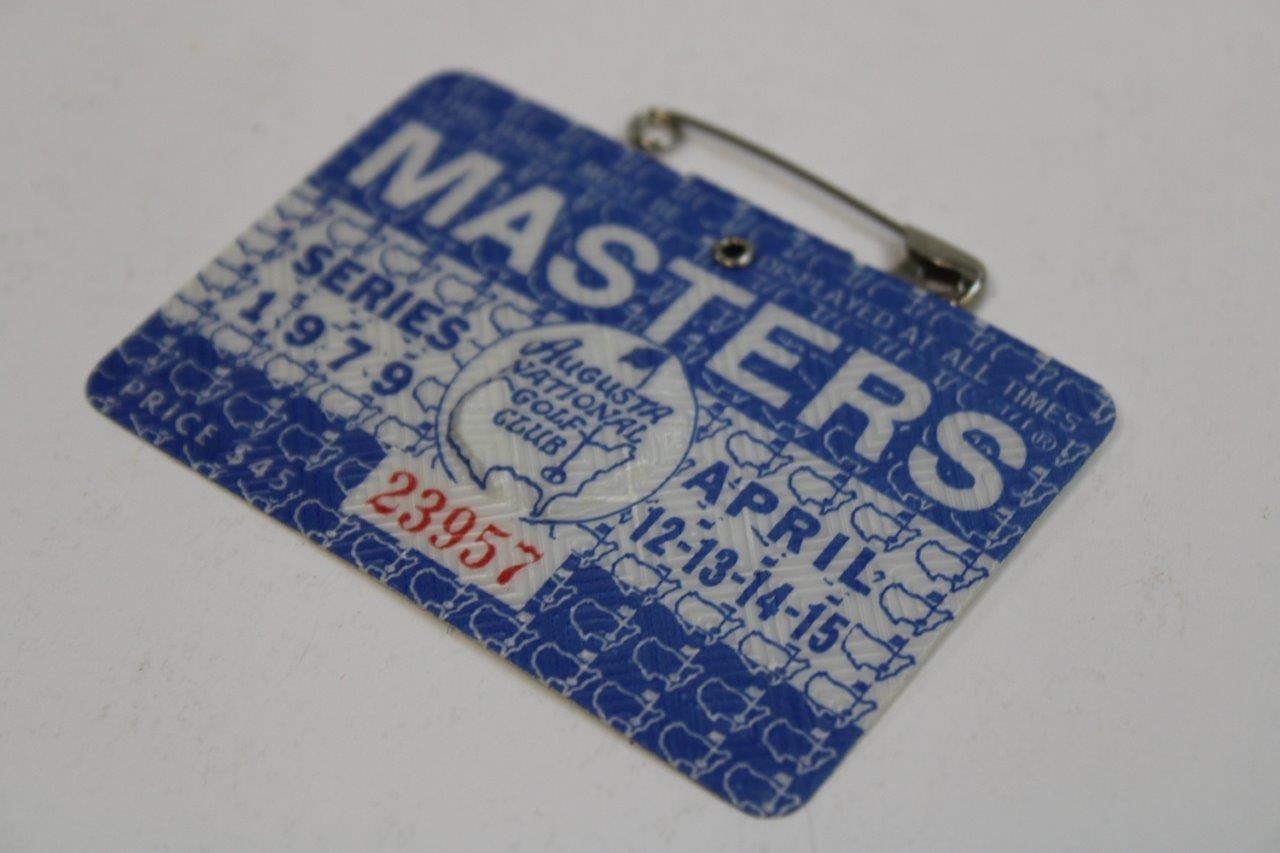 DISPLAYED AT ALL TIMES
MASTERS®
SERIES
1979
AUGUSTA
NATIONAL
GOLF
CLUB
APRIL,
12-13-14-15
PRICE $45
23957